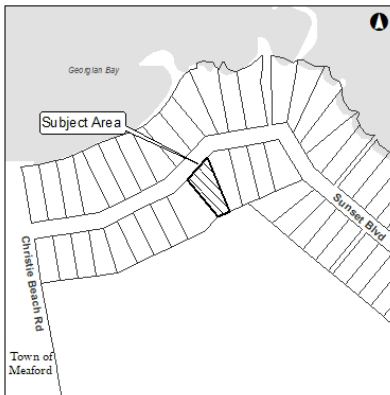 Georgian Bay
Subject Area
Sunset Blvd
Christie Beach Rd
Town of
Meaford